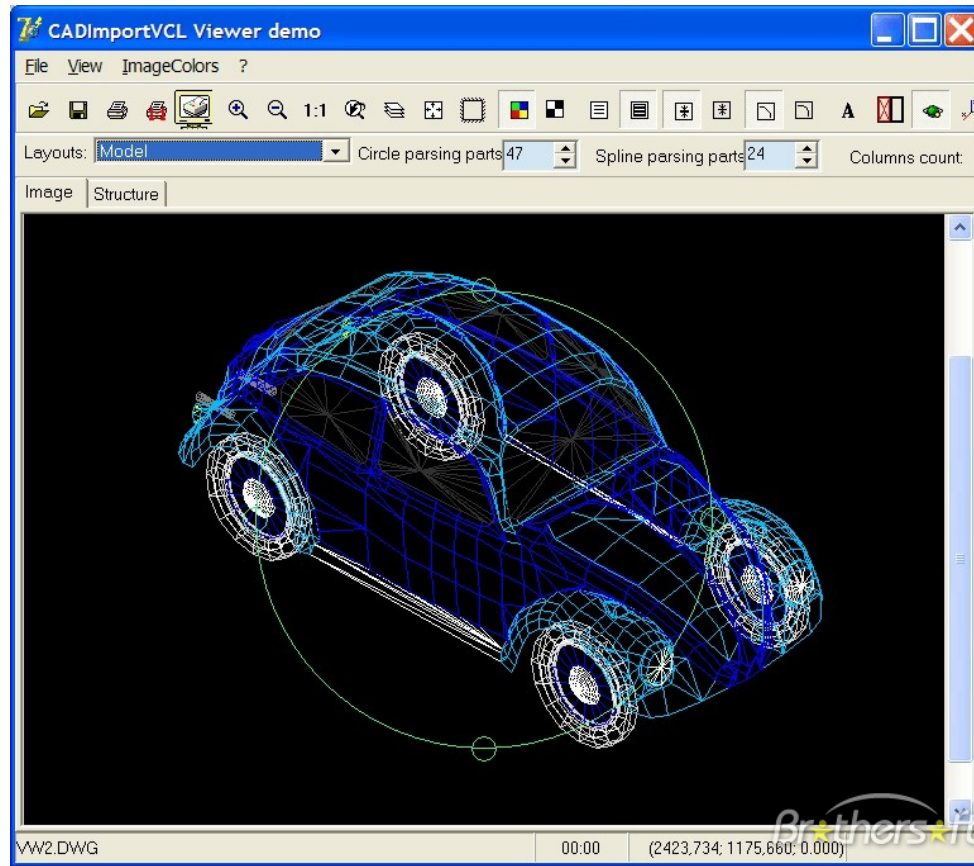 CADImportVCL Viewer demo
File View ImageColors ?
1:1 A
Layouts: Model Circle parsing parts 47 Spline parsing parts 24 Columns count:
Image Structure
VW2.DWG 00:00 (2423,734; 1175,660; 0.000)